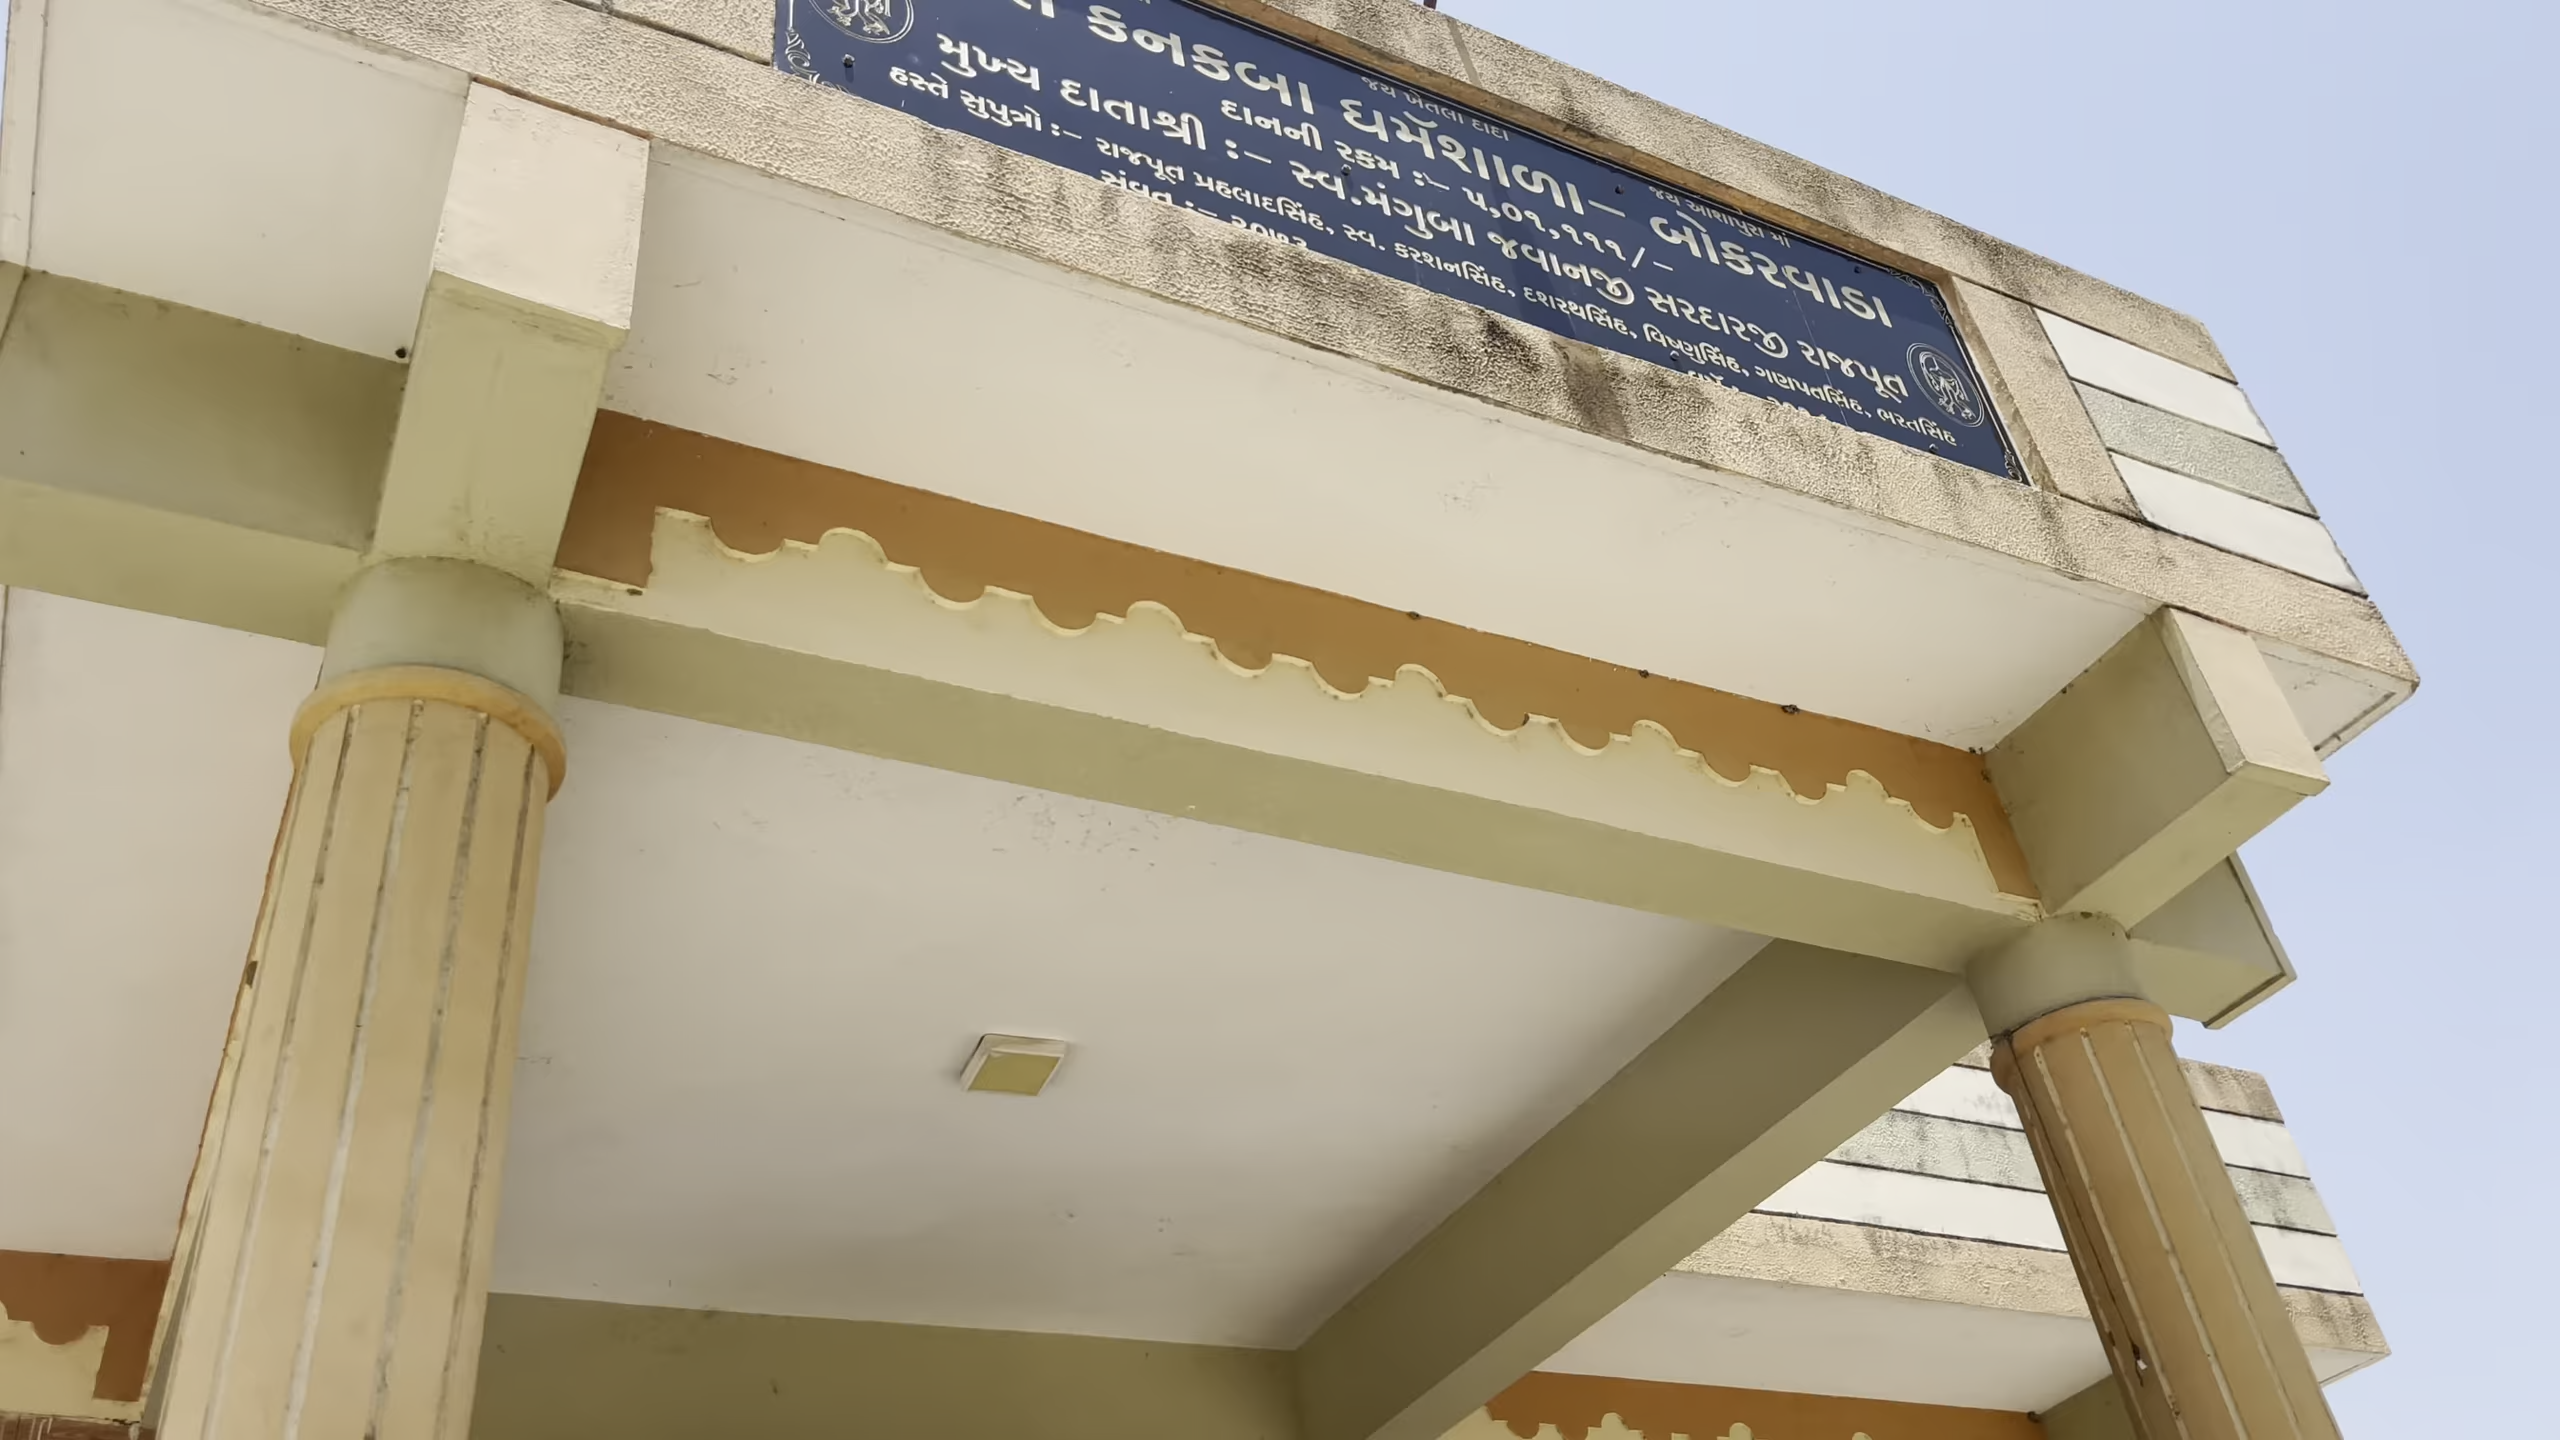 જય ખેતલા દાદા
જય આશાપુરા માં
કનકબા ધર્મૅશાળા – બોકરવાડા
દાનની રકમ :- ૫,૦૧,૧૧૧/-
મુખ્ય દાતાશ્રી :- સ્વ.મંગુબા જવાનજી સરદારજી રાજપૂત
હસ્તે સુપુત્રો :- રાજપૂત પ્રહલાદસિંહ, સ્વ. કરશનસિંહ, દશરથસિંહ, વિષ્ણુસિંહ, ગણપતસિંહ, ભરતસિંહ
સંવત :-